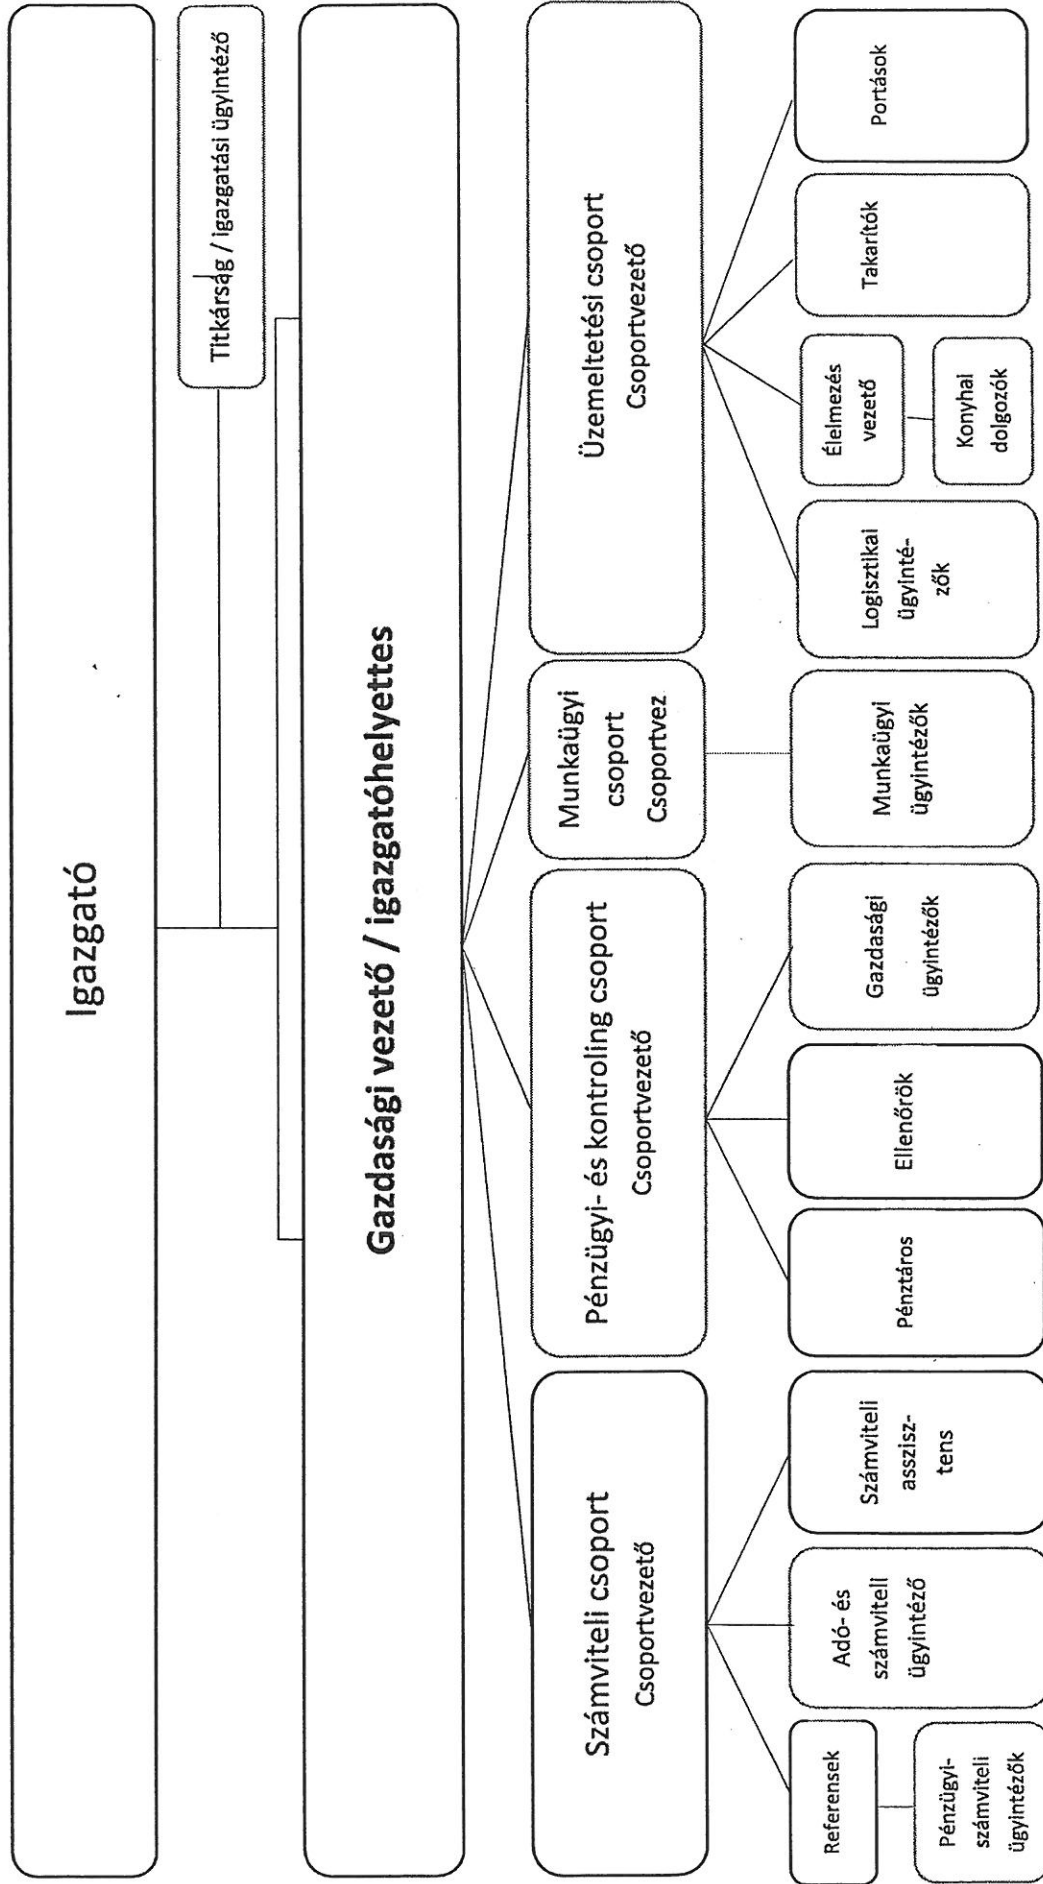 Igazgató
Titkárság / igazgatási ügyintéző
Gazdasági vezető / igazgatóhelyettes
Számviteli csoport
Csoportvezető
Pénzügyi- és kontroling csoport
Csoportvezető
Munkaügyi
csoport
Csoportvez
Üzemeltetési csoport
Csoportvezető
Referensek
Pénzügyi-
számviteli
ügyintézők
Adó- és
számviteli
ügyintéző
Számviteli
asszisz-
tens
Pénztáros
Ellenőrök
Gazdasági
ügyintézők
Munkaügyi
ügyintézők
Logisztikai
ügyinté-
zők
Élelmezés
vezető
Konyhai
dolgozók
Takarítók
Portások